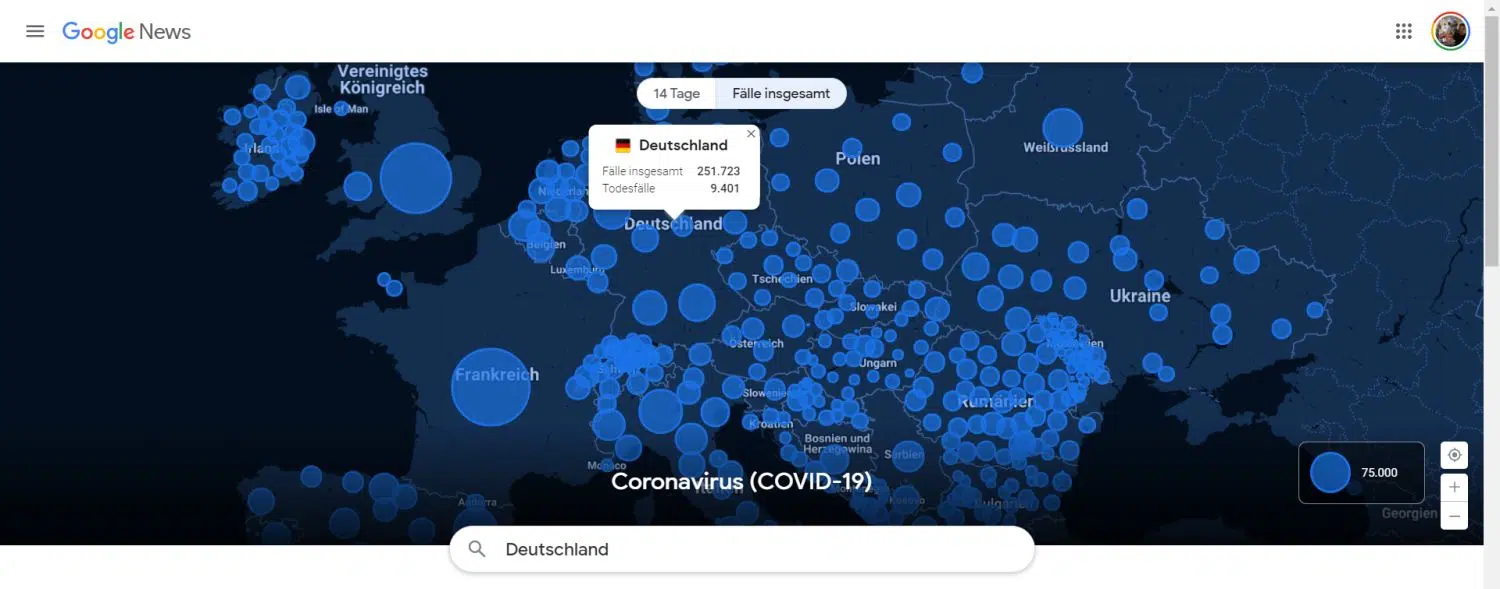 Google News
Vereinigtes
Königreich
14 Tage
Fälle insgesamt
Isle of Man
Deutschland
Irland
Polen
Weißrussland
Fälle insgesamt 251.723
Todesfälle 9.401
Deutschland
Belgien
Luxemburg
Tschechien
Ukraine
Slowakei
Österreich
Ungarn
Frankreich
Slowenien
Rumänien
Kroatien
Bosnien und
Herzegowina
Serbien
Monaco
Coronavirus (COVID-19)
75.000
Italien
Andorra
Kosovo
Bulgarien
Georgien
Deutschland